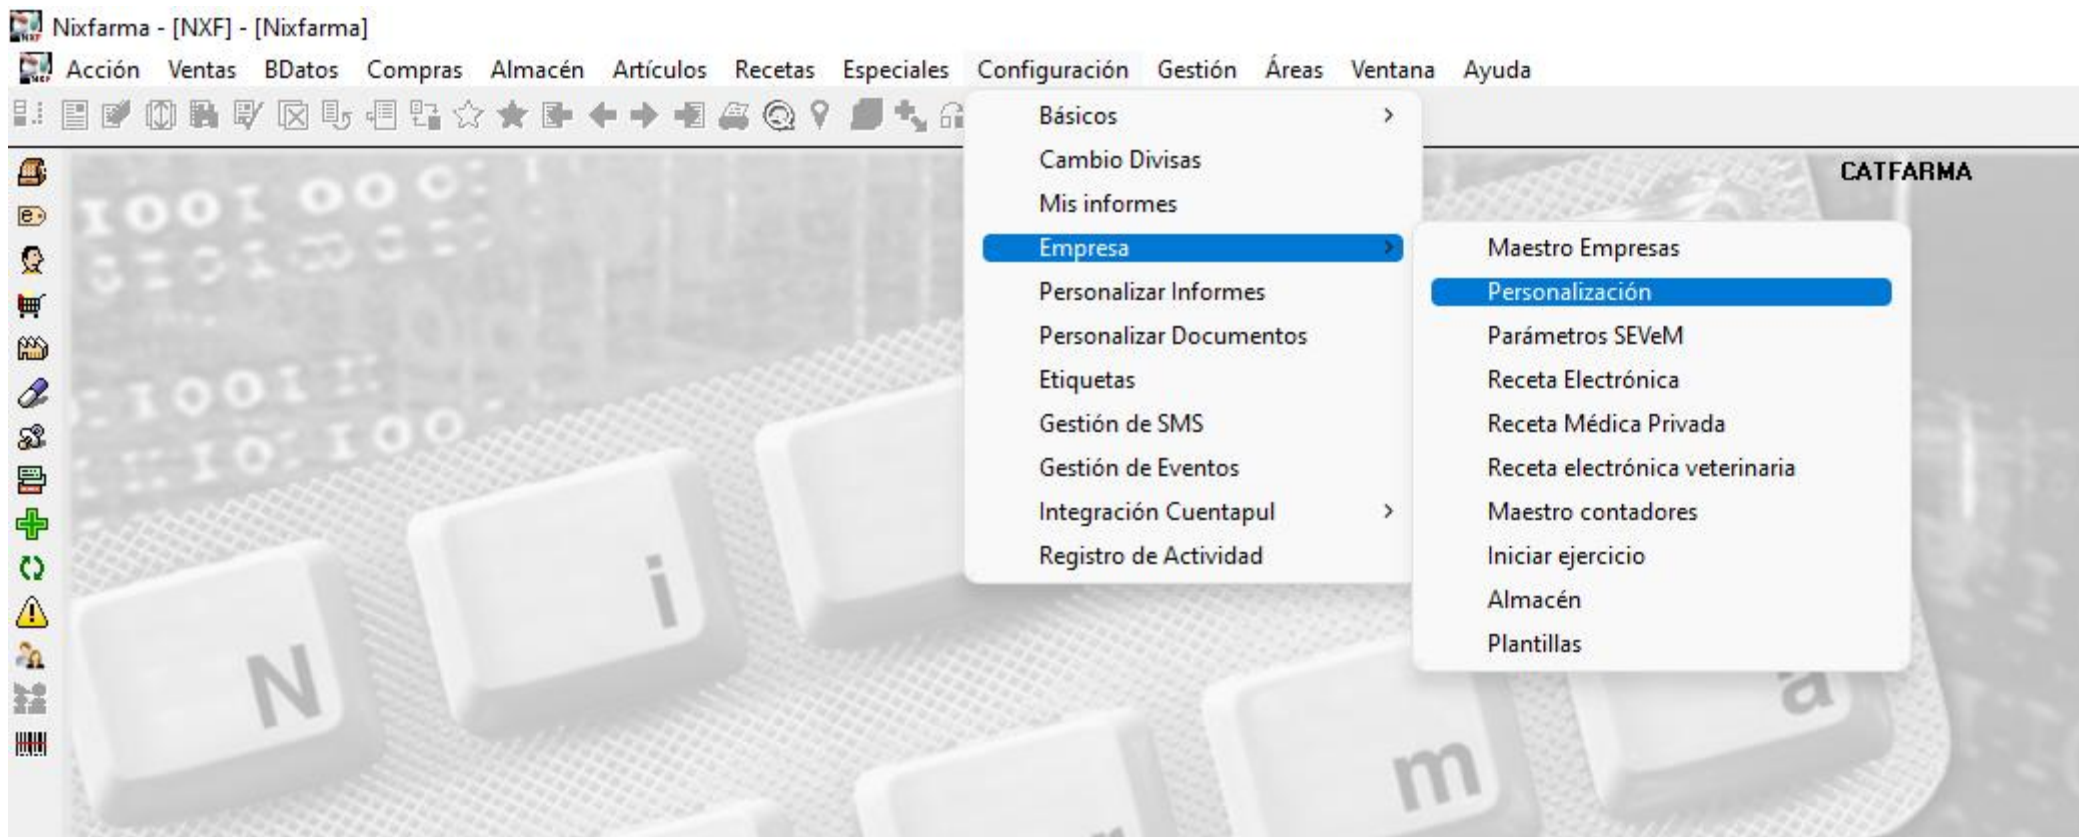 Nixfarma - [NXF] - [Nixfarma]
Acción Ventas BDatos Compras Almacén Artículos Recetas Especiales Configuración Gestión Áreas Ventana Ayuda
Básicos
Cambio Divisas
Mis informes
Empresa
Personalizar Informes
Personalizar Documentos
Etiquetas
Gestión de SMS
Gestión de Eventos
Integración Cuentapul
Registro de Actividad
CATFARMA
Maestro Empresas
Personalización
Parámetros SEVeM
Receta Electrónica
Receta Médica Privada
Receta electrónica veterinaria
Maestro contadores
Iniciar ejercicio
Almacén
Plantillas
N i
m a